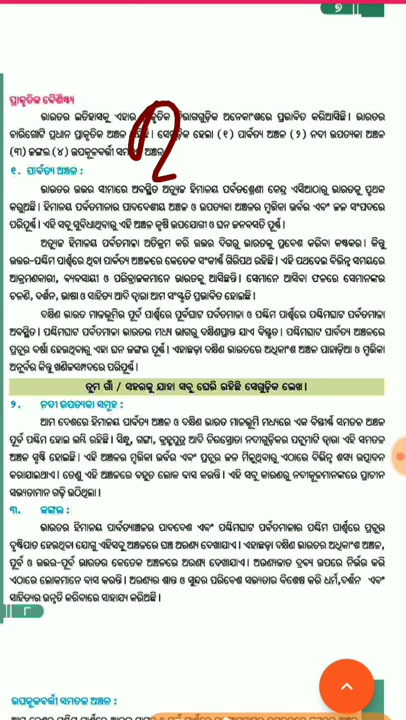 ୭
ପ୍ରାକୃତିକ ବୈଶିଷ୍ଟ୍ୟ
ଭାରତର ଇତିହାସକୁ ଏହାର ବିଭାଗଗୁଡ଼ିକ ଅନେକାଂଶରେ ପ୍ରଭାବିତ କରିଆସିଛି । ଭାରତର
ଚାରିଗୋଟି ପ୍ରଧାନ ପ୍ରାକୃତିକ ଅଞ୍ଚଳ ସେଗୁଡ଼ିକ ହେଲା (୧) ପାର୍ବତ୍ୟ ଅଞ୍ଚଳ (୨) ନଦୀ ଉପତ୍ୟକା ଅଞ୍ଚଳ
(୩) ଜଙ୍ଗଲ (୪) ଉପକୂଳବର୍ତ୍ତୀ ସମତଳ ଅଞ୍ଚଳ
୧. ପାର୍ବତ୍ୟ ଅଞ୍ଚଳ :
ଭାରତର ଉତ୍ତର ସୀମାରେ ଅବସ୍ଥିତ ଅତ୍ୟୁଚ୍ଚ ହିମାଳୟ ପର୍ବତଶ୍ରେଣୀ କେନ୍ଦ୍ର ଏସିଆଠାରୁ ଭାରତକୁ ପୃଥକ
କରୁଅଛି । ହିମାଳୟ ପର୍ବତମାଳାର ପାଦଦେଶୀୟ ଅଞ୍ଚଳ ଓ ଉପତ୍ୟକା ଅଞ୍ଚଳର ମୃତ୍ତିକା ଉର୍ବର ଏବଂ ଜଳ ସଂପଦରେ
ପରିପୂର୍ଣ୍ଣ । ଏହି ସବୁ ସୁବିଧାଥିବାରୁ ଏହି ଅଞ୍ଚଳ କୃଷି ଉପଯୋଗୀ ଓ ଘନ ଜନବସତି ପୂର୍ଣ୍ଣ ।
ଅତ୍ୟୁଚ୍ଚ ହିମାଳୟ ପର୍ବତମାଳା ଅତିକ୍ରମ କରି ଉତ୍ତର ଦିଗରୁ ଭାରତକୁ ପ୍ରବେଶ କରିବା କଷ୍ଟକର । କିନ୍ତୁ
ଉତ୍ତର-ପଶ୍ଚିମ ପାର୍ଶ୍ୱରେ ଥିବା ପାର୍ବତ୍ୟ ଅଞ୍ଚଳରେ କେତେକ ସଂକୀର୍ଣ୍ଣ ଗିରିପଥ ରହିଛି । ଏହି ପଥଦେଇ ବିଭିନ୍ନ ସମୟରେ
ଆକ୍ରମଣକାରୀ, ବ୍ୟବସାୟୀ ଓ ପରିବ୍ରାଜକମାନେ ଭାରତକୁ ଆସିଛନ୍ତି । ସେମାନେ ଆସିବା ଫଳରେ ସେମାନଙ୍କର
ଚଳଣି, ଦର୍ଶନ, ଭାଷା ଓ ସାହିତ୍ୟ ଆଦି ଦ୍ୱାରା ଆମ ସଂସ୍କୃତି ପ୍ରଭାବିତ ହୋଇଛି ।
ଦକ୍ଷିଣ ଭାରତ ମାଳଭୂମିର ପୂର୍ବ ପାର୍ଶ୍ୱରେ ପୂର୍ବଘାଟ ପର୍ବତମାଳା ଓ ପଶ୍ଚିମ ପାର୍ଶ୍ୱରେ ପଶ୍ଚିମଘାଟ ପର୍ବତମାଳା
ଅବସ୍ଥିତ । ପଶ୍ଚିମଘାଟ ପର୍ବତମାଳା ଭାରତର ମଧ୍ୟ ଭାଗରୁ ଦକ୍ଷିଣପ୍ରାନ୍ତ ଯାଏ ବିସ୍ତୃତ । ପଶ୍ଚିମଘାଟ ପାର୍ବତ୍ୟ ଅଞ୍ଚଳରେ
ପ୍ରଚୁର ବର୍ଷା ହେଉଥିବାରୁ ଏହା ଘନ ଜଙ୍ଗଲ ପୂର୍ଣ୍ଣ । ଏହାଛଡ଼ା ଦକ୍ଷିଣ ଭାରତରେ ଅଧିକାଂଶ ଅଞ୍ଚଳ ପାହାଡ଼ିଆ ଓ ମୃତ୍ତିକା
ଅନୁର୍ବର କିନ୍ତୁ ଖଣିଜସଂପଦରେ ପରିପୂର୍ଣ୍ଣ ।
ତୁମ ଗାଁ / ସହରକୁ ଯାହା ସବୁ ଘେରି ରହିଛି ସେଗୁଡ଼ିକ ଲେଖ ।
୨. ନଦୀ ଉପତ୍ୟକା ସମୂହ :
ଆମ ଦେଶରେ ହିମାଳୟ ପାର୍ବତ୍ୟ ଅଞ୍ଚଳ ଓ ଦକ୍ଷିଣ ଭାରତ ମାଳଭୂମି ମଧ୍ୟରେ ଏକ ବିସ୍ତୀର୍ଣ୍ଣ ସମତଳ ଅଞ୍ଚଳ
ପୂର୍ବ ପଶ୍ଚିମ ହୋଇ ଲମ୍ବି ରହିଛି । ସିନ୍ଧୁ, ଗଙ୍ଗା, ବ୍ରହ୍ମପୁତ୍ର ଆଦି ଚିରସ୍ରୋତା ନଦୀଗୁଡ଼ିକର ପଟୁମାଟି ଦ୍ୱାରା ଏହି ସମତଳ
ଅଞ୍ଚଳ ସୃଷ୍ଟି ହୋଇଛି । ଏହି ଅଞ୍ଚଳର ମୃତ୍ତିକା ଉର୍ବର ଏବଂ ପ୍ରଚୁର ଜଳ ମିଳୁଥିବାରୁ ଏଠାରେ ବିଭିନ୍ନ ଶସ୍ୟ ଉତ୍ପାଦନ
କରାଯାଇଥାଏ । ତେଣୁ ଏହି ଅଞ୍ଚଳରେ ବହୁତ ଲୋକ ବାସ କରନ୍ତି । ଏହି ସବୁ କାରଣରୁ ନଦୀକୂଳମାନଙ୍କରେ ପ୍ରାଚୀନ
ସଭ୍ୟତାମାନ ଗଢ଼ି ଉଠିଥିଲା ।
୩. ଜଙ୍ଗଲ :
ଭାରତର ହିମାଳୟ ପାର୍ବତ୍ୟାଞ୍ଚଳର ପାଦଦେଶ ଏବଂ ପଶ୍ଚିମଘାଟ ପର୍ବତମାଳାର ପଶ୍ଚିମ ପାର୍ଶ୍ୱରେ ପ୍ରଚୁର
ବୃଷ୍ଟିପାତ ହେଉଥିବା ଯୋଗୁ ଏହିସବୁ ଅଞ୍ଚଳରେ ଘଞ୍ଚ ଅରଣ୍ୟ ଦେଖାଯାଏ । ଏହାଛଡ଼ା ଦକ୍ଷିଣ ଭାରତର ଅଧିକାଂଶ ଅଞ୍ଚଳ,
ପୂର୍ବ ଓ ଉତ୍ତର-ପୂର୍ବ ଭାରତର କେତେକ ଅଞ୍ଚଳରେ ଅରଣ୍ୟ ଦେଖାଯାଏ । ଅରଣ୍ୟଜାତ ଦ୍ରବ୍ୟ ଉପରେ ନିର୍ଭର କରି
ଏଠାରେ ଲୋକମାନେ ବାସ କରନ୍ତି । ଅରଣ୍ୟର ଶାନ୍ତ ଓ ସୁନ୍ଦର ପରିବେଶ ସଭ୍ୟତାର ବିଶେଷ କରି ଧର୍ମ,ଦର୍ଶନ ଏବଂ
ସାହିତ୍ୟର ଉନ୍ନତି କରିବାରେ ସାହାଯ୍ୟ କରିଅଛି ।
୮
ଉପକୂଳବର୍ତ୍ତୀ ସମତଳ ଅଞ୍ଚଳ :